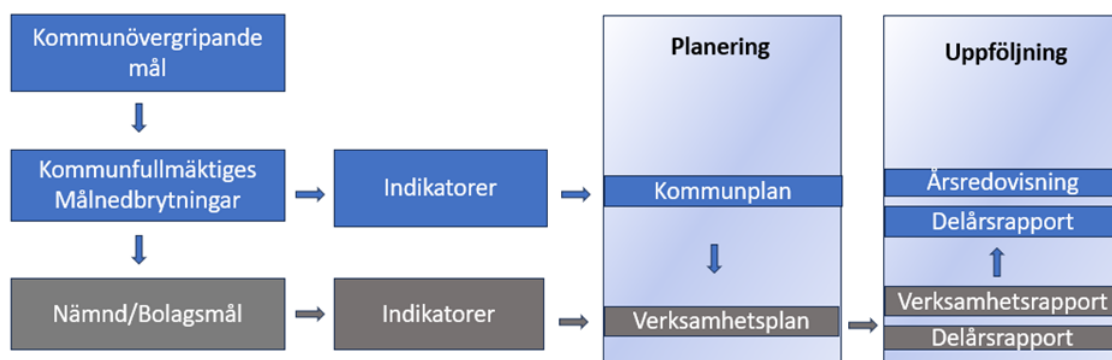 Kommunövergripande
mål
Kommunfullmäktiges
Målnedbrytningar
Indikatorer
Nämnd/Bolagsmål
Indikatorer
Planering
Kommunplan
Verksamhetsplan
Uppföljning
Årsredovisning
Delårsrapport
Verksamhetsrapport
Delårsrapport